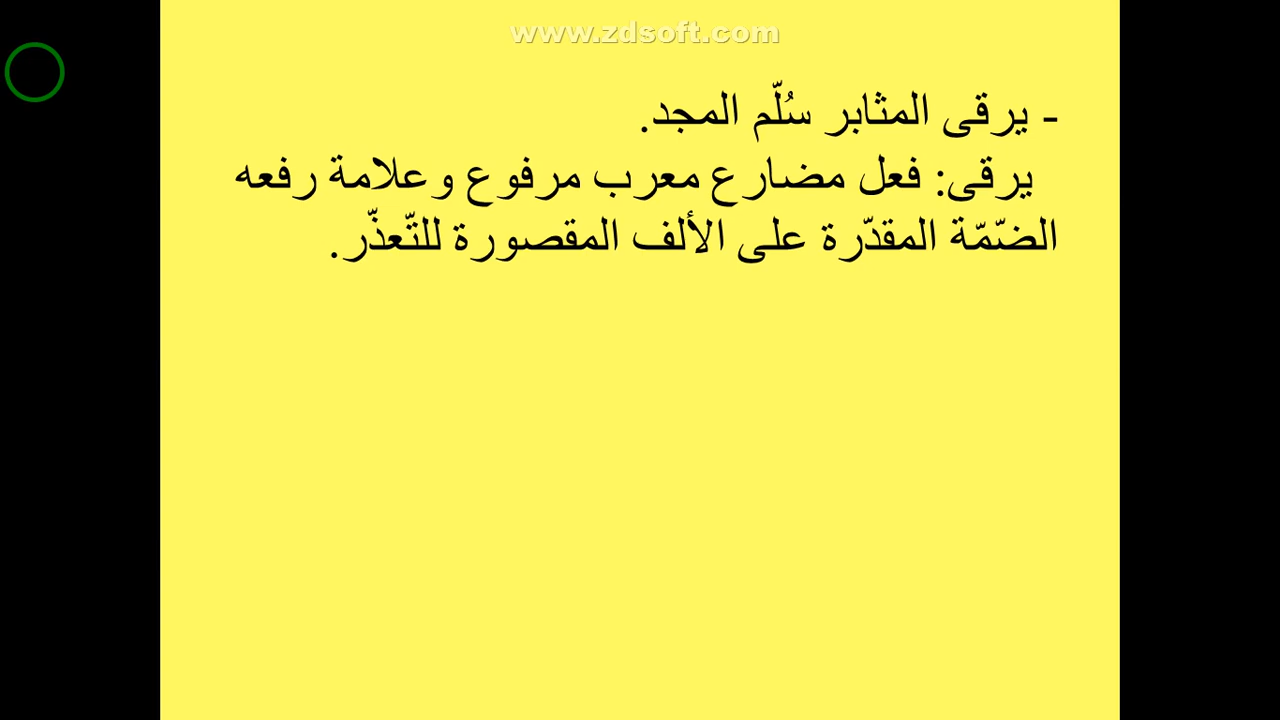 www.zdsoft.com
- يرقى المثابر سُلّم المجد.
يرقى: فعل مضارع معرب مرفوع وعلامة رفعه
الضّمّة المقدّرة على الألف المقصورة للتّعذّر.